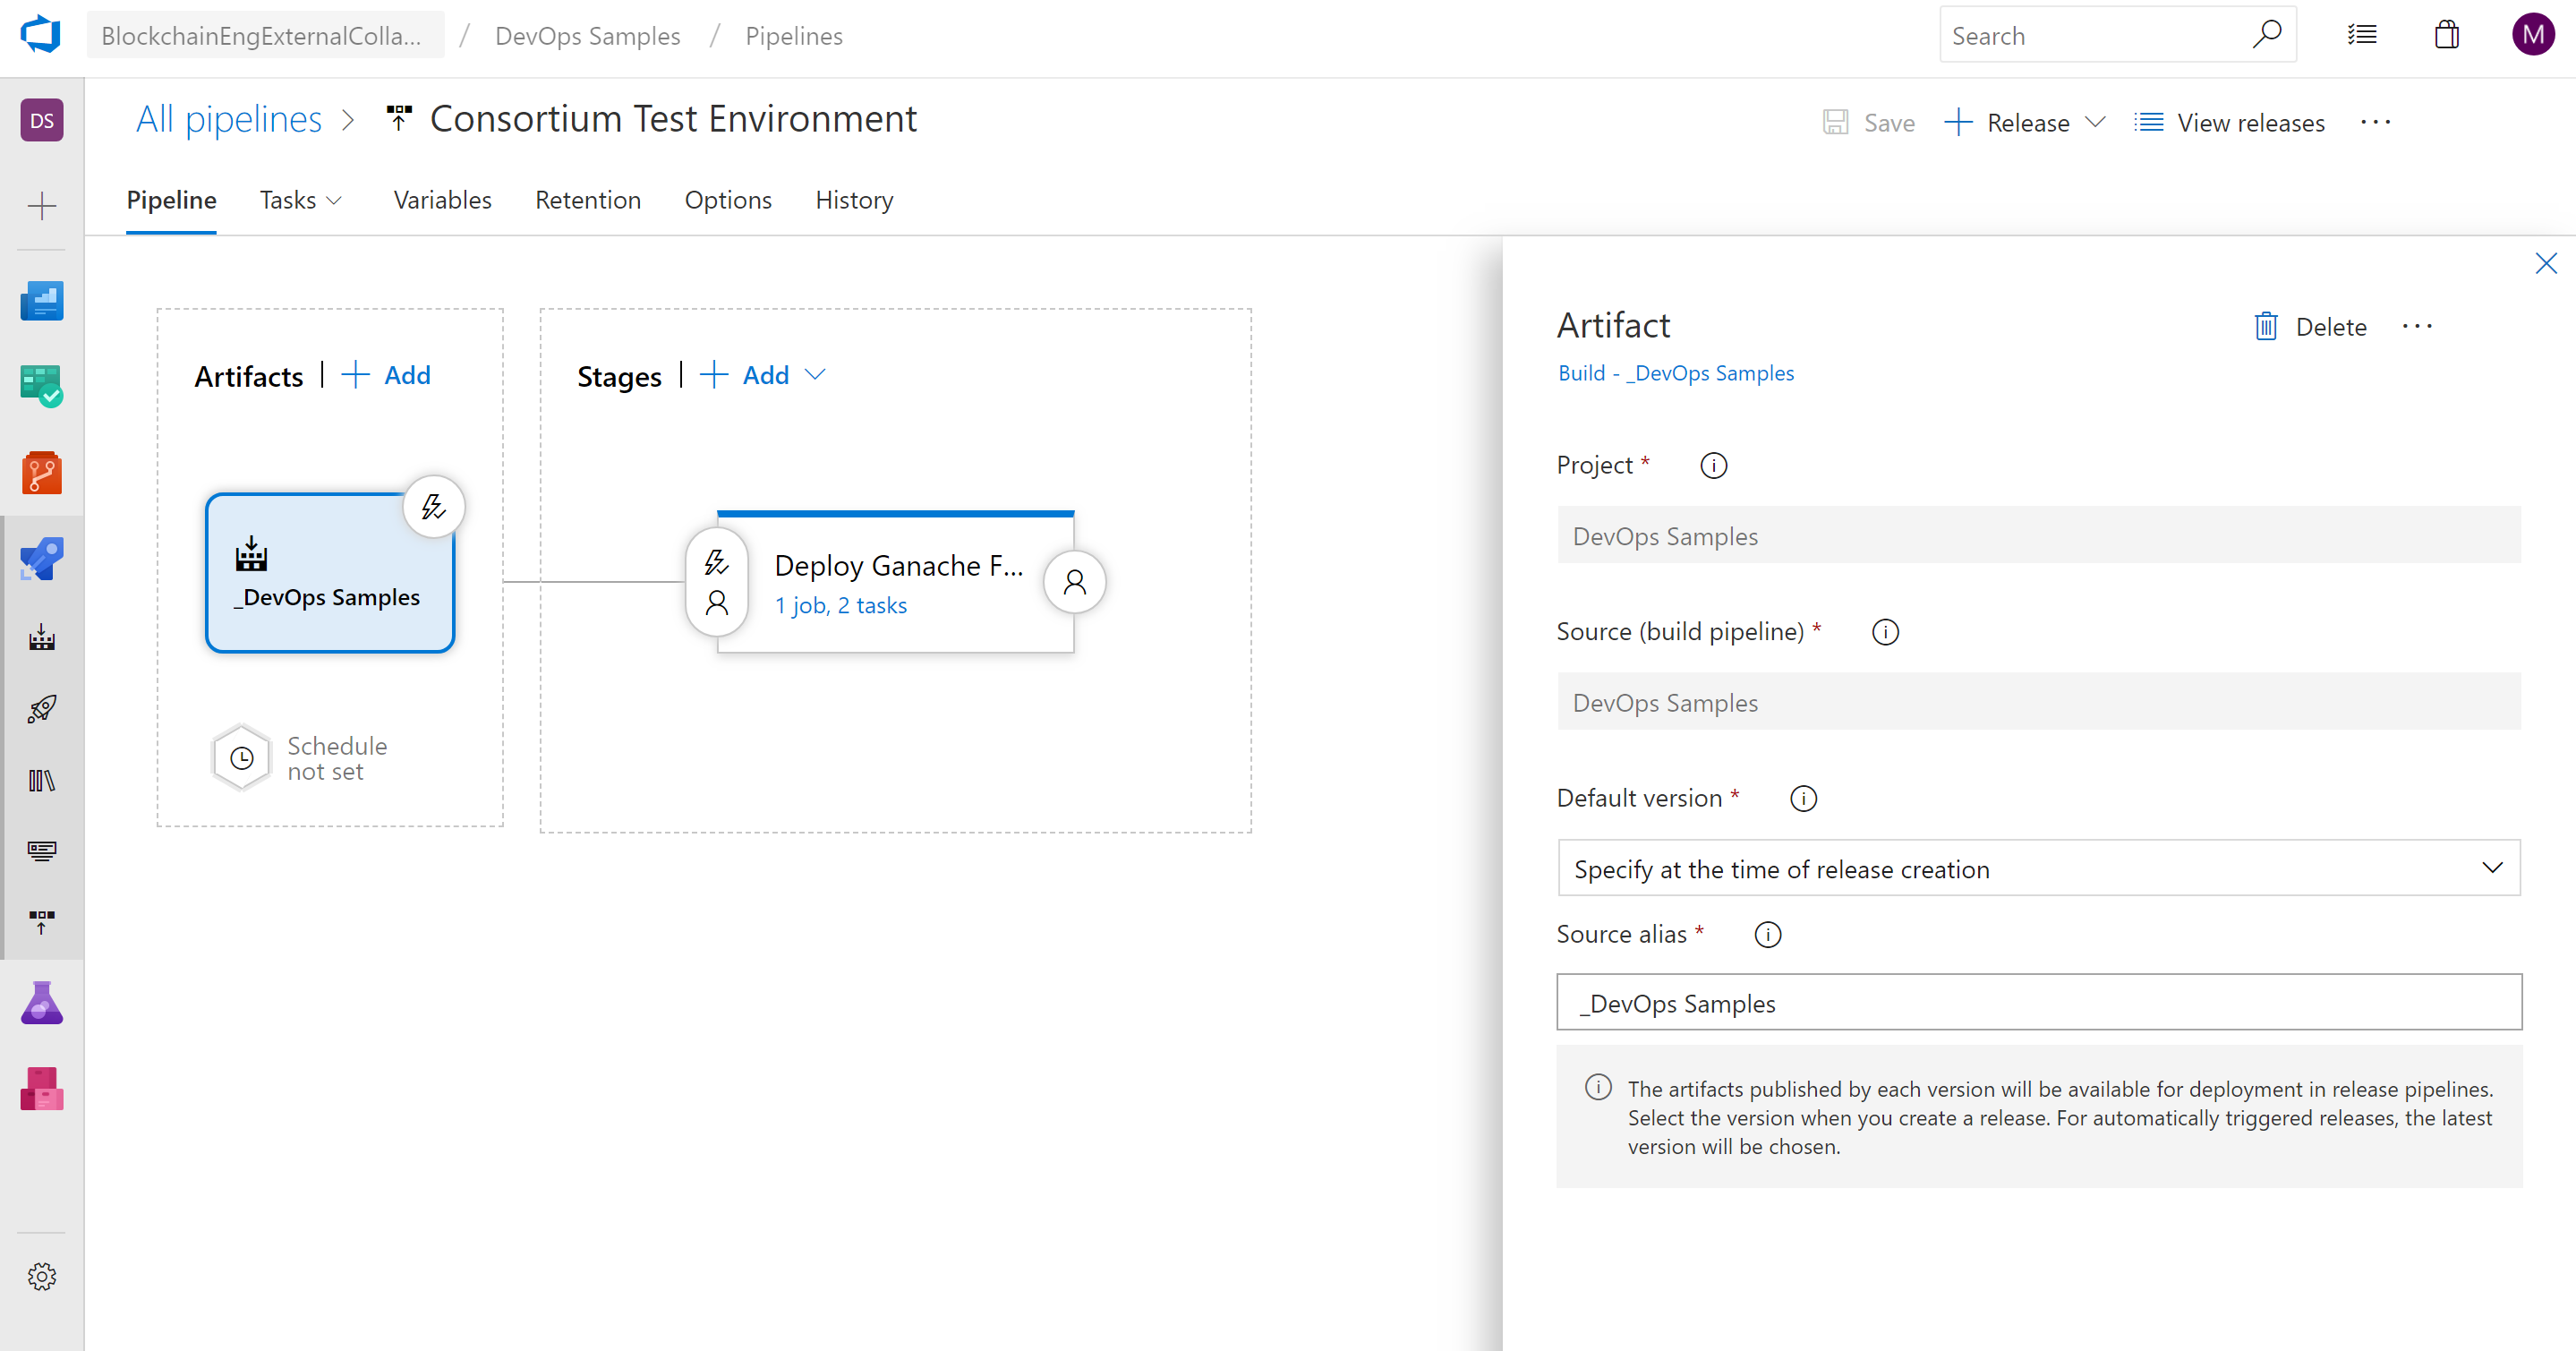 BlockchainEngExternalColla... / DevOps Samples / Pipelines
Search
M
DS
All pipelines > Consortium Test Environment
Save
Release
View releases
Pipeline
Tasks
Variables
Retention
Options
History
Artifacts | + Add
_DevOps Samples
Schedule
not set
Stages | + Add
Deploy Ganache F...
1 job, 2 tasks
Artifact
Delete
Build - _DevOps Samples
Project *
DevOps Samples
Source (build pipeline) *
DevOps Samples
Default version *
Specify at the time of release creation
Source alias *
_DevOps Samples
The artifacts published by each version will be available for deployment in release pipelines.
Select the version when you create a release. For automatically triggered releases, the latest
version will be chosen.